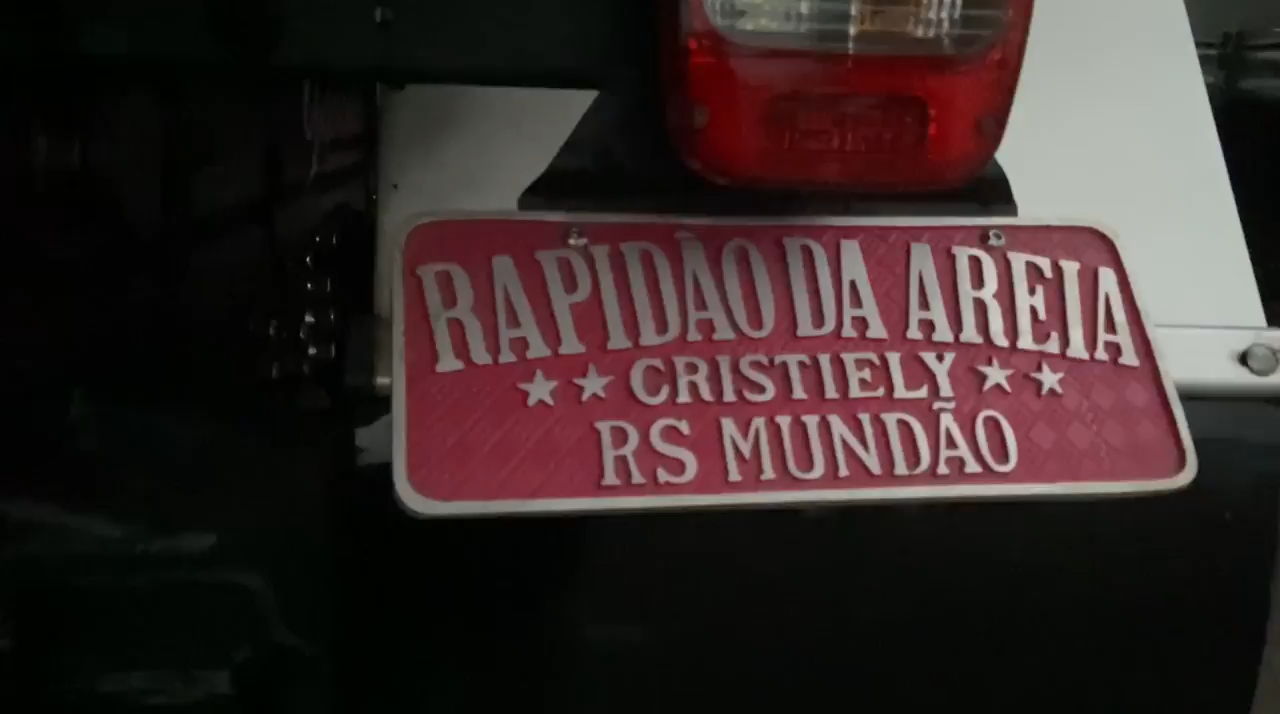 RAPIDÃO DA AREIA
★ ★ CRISTIELY ★ ★
RS MUNDÃO